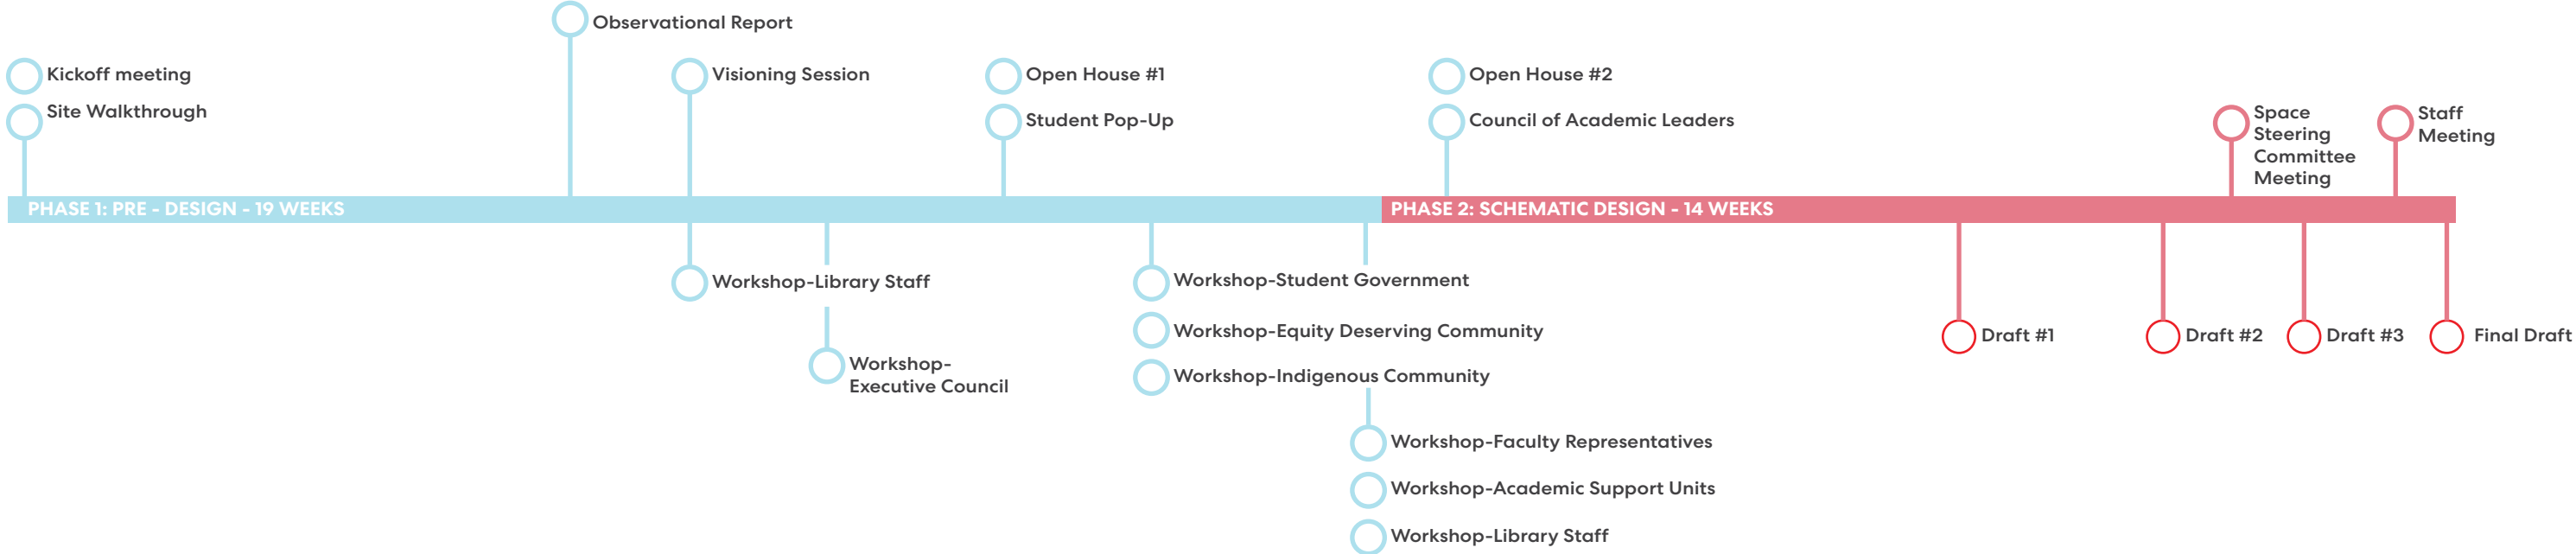 Observational Report
Kickoff meeting
Site Walkthrough
Visioning Session
Open House #1
Student Pop-Up
Open House #2
Council of Academic Leaders
Space
Steering
Committee
Meeting
Staff
Meeting
PHASE 1: PRE - DESIGN - 19 WEEKS
PHASE 2: SCHEMATIC DESIGN - 14 WEEKS
Workshop-Library Staff
Workshop-
Executive Council
Workshop-Student Government
Workshop-Equity Deserving Community
Workshop-Indigenous Community
Workshop-Faculty Representatives
Workshop-Academic Support Units
Workshop-Library Staff
Draft #1
Draft #2
Draft #3
Final Draft